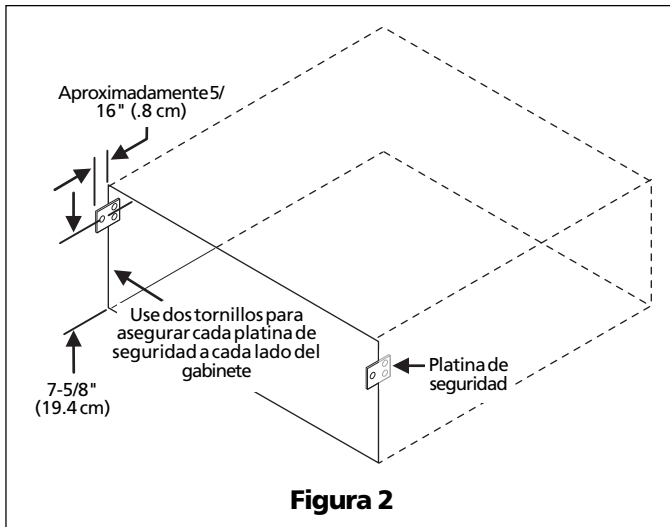 Aproximadamente 5/
16" (.8 cm)
Use dos tornillos para
asegurar cada platina de
seguridad a cada lado del
gabinete
7-5/8"
(19.4 cm)
Platina de
seguridad
Figura 2